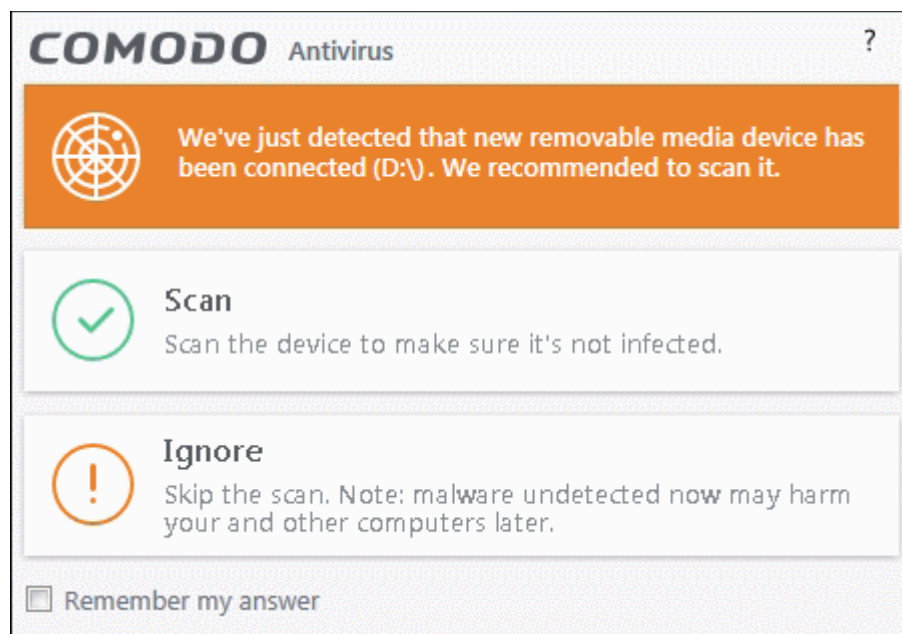 COMODO Antivirus ?
We've just detected that new removable media device has
been connected (D:\). We recommended to scan it.
Scan
Scan the device to make sure it's not infected.
Ignore
Skip the scan. Note: malware undetected now may harm
your and other computers later.
Remember my answer